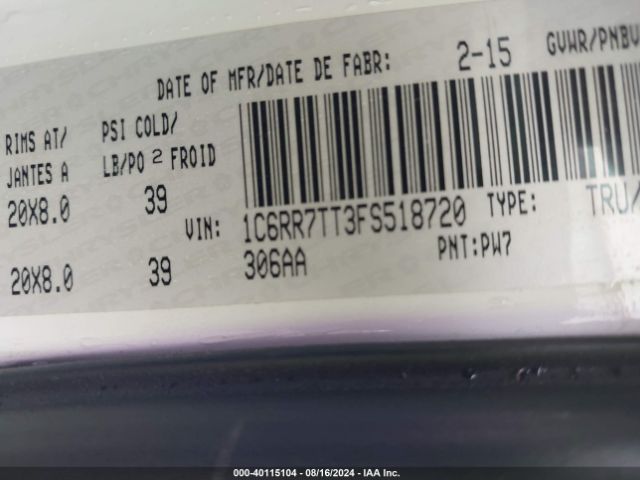 DATE OF MFR/DATE DE FABR: 2-15 GVWR/PNBV
RIMS AT/ PSI COLD/
JANTES A LB/PO 2 FROID
20X8.0 39
VIN: 1C6RR7TT3FS518720 TYPE: TRU/
20X8.0 39 306AA PNT:PW7
000-40115104 - 08/16/2024 - IAA Inc.